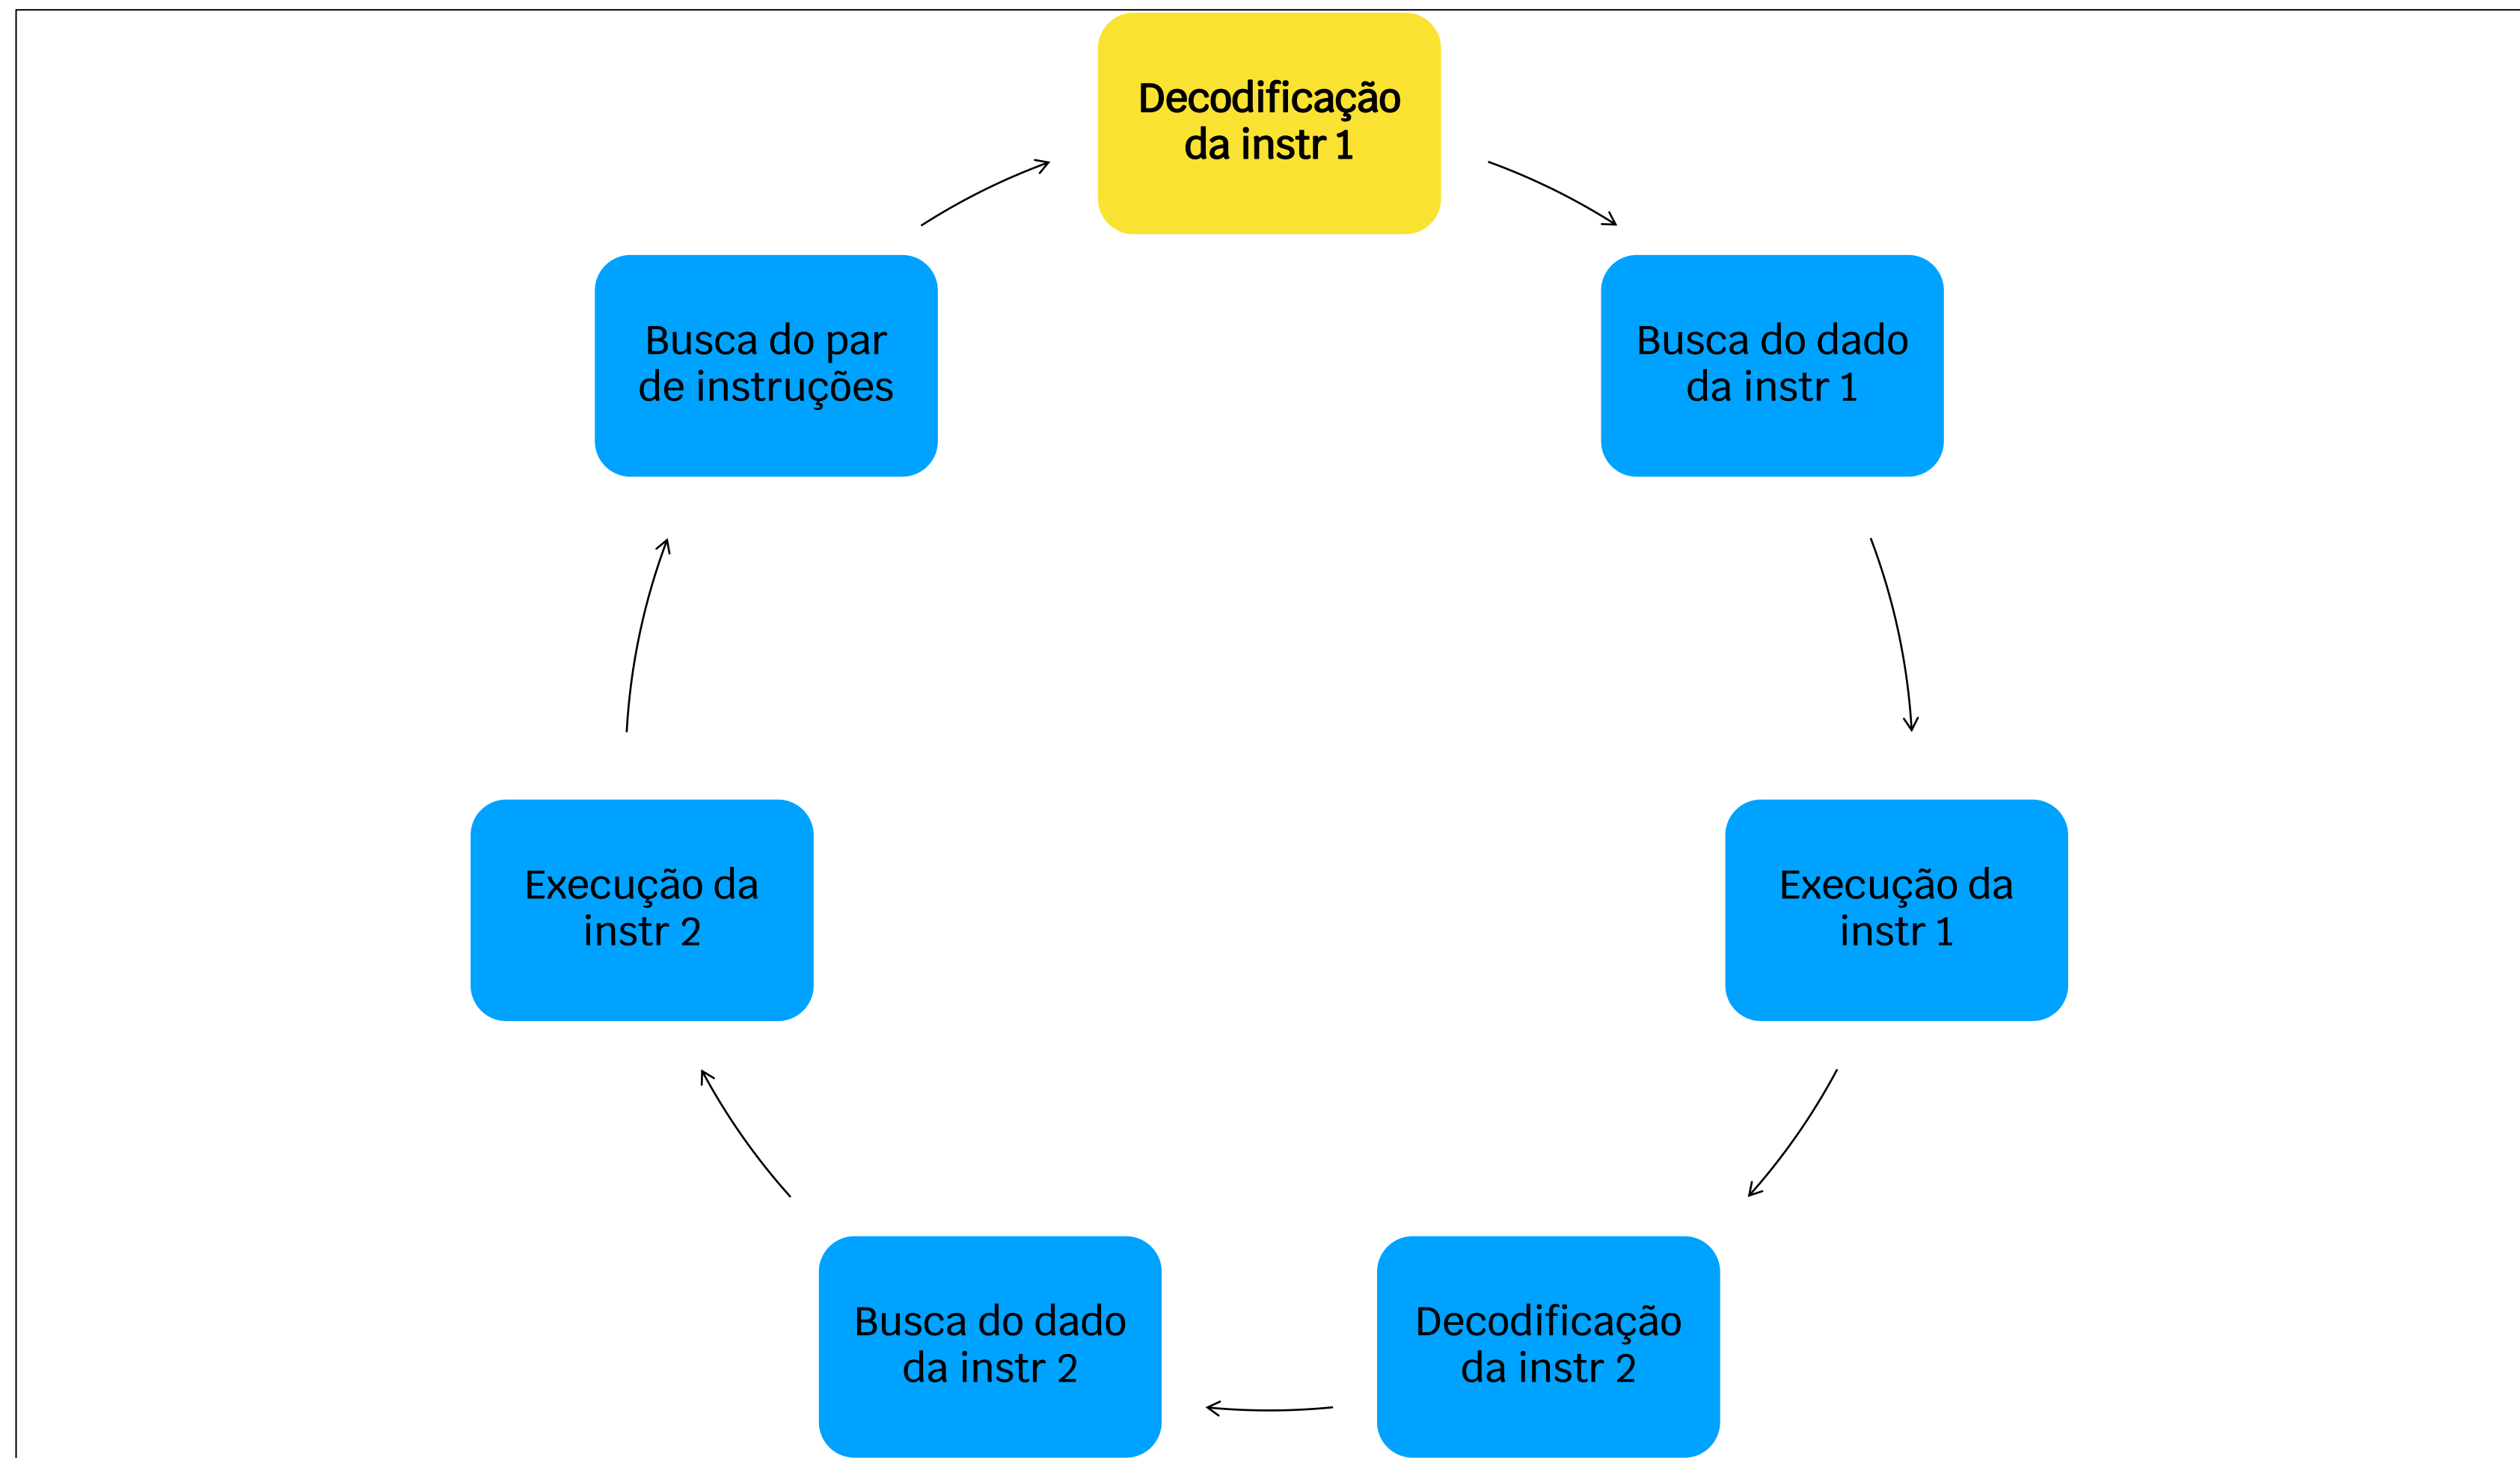 Decodificação
da instr 1
Busca do par
de instruções
Busca do dado
da instr 1
Execução da
instr 2
Execução da
instr 1
Busca do dado
da instr 2
Decodificação
da instr 2